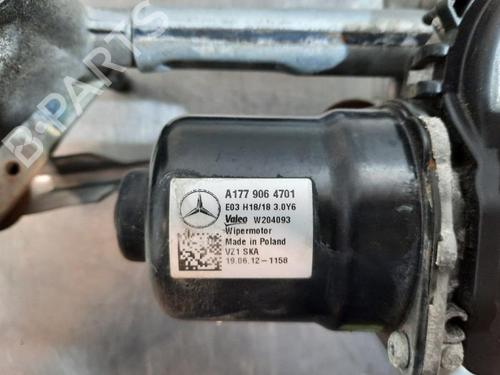 B-PARTS
A177 906 4701
E03 H18/18 3.0Y6
Valeo W204093
Wipermotor
Made in Poland
VZ1 SKA
19.06.12-1158